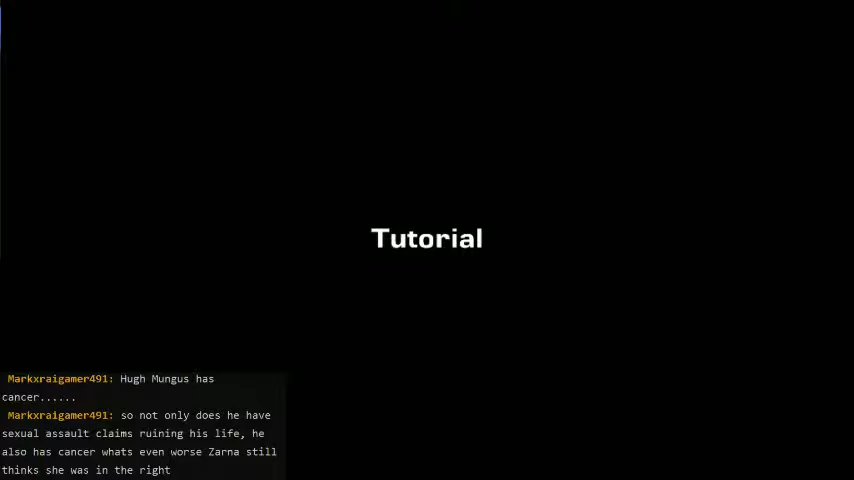 Tutorial
Markxraigamer491: Hugh Mungus has
cancer......
Markxraigamer491: so not only does he have
sexual assault claims ruining his life, he
also has cancer whats even worse Zarna still
thinks she was in the right